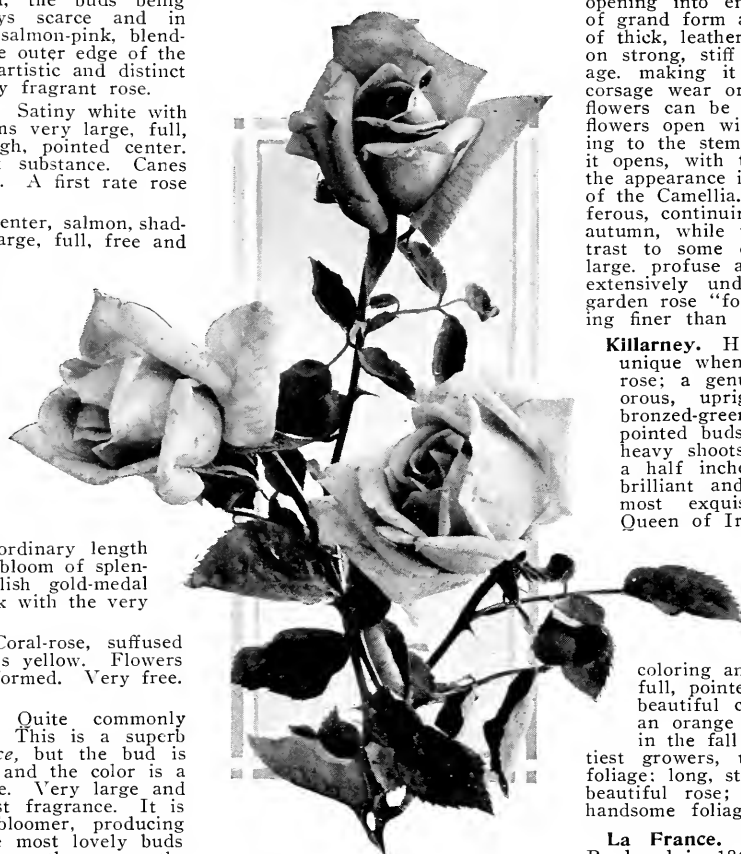 the buds being
ys scarce and in
salmon-pink, blend-
e outer edge of the
artistic and distinct
y fragrant rose.
Satiny white with
ns very large, full,
gh, pointed center.
substance. Canes
. A first rate rose
enter, salmon, shad-
arge, full, free and
ordinary length
bloom of splen-
lish gold-medal
k with the very
Coral-rose, suffused
s yellow. Flowers
ormed. Very free.
Quite commonly
This is a superb
ce, but the bud is
and the color is a
e. Very large and
st fragrance. It is
bloomer, producing
e most lovely buds
opening into en
of grand form a
of thick, leather
on strong, stiff
age. making it
corsage wear or
flowers can be
flowers open wi
ing to the stem
it opens, with t
the appearance i
of the Camellia.
ferous, continuin
autumn, while
trast to some
large. profuse a
extensively und
garden rose "fo
ing finer than
Killarney. H
unique when
rose; a genu
orous, uprig
bronzed-green
pointed buds
heavy shoots
a half inche
brilliant and
most exquis
Queen of Ir
coloring an
full, pointe
beautiful c
an orange
in the fall
tiest growers, t
foliage; long, st
beautiful rose;
handsome foliag
La France.